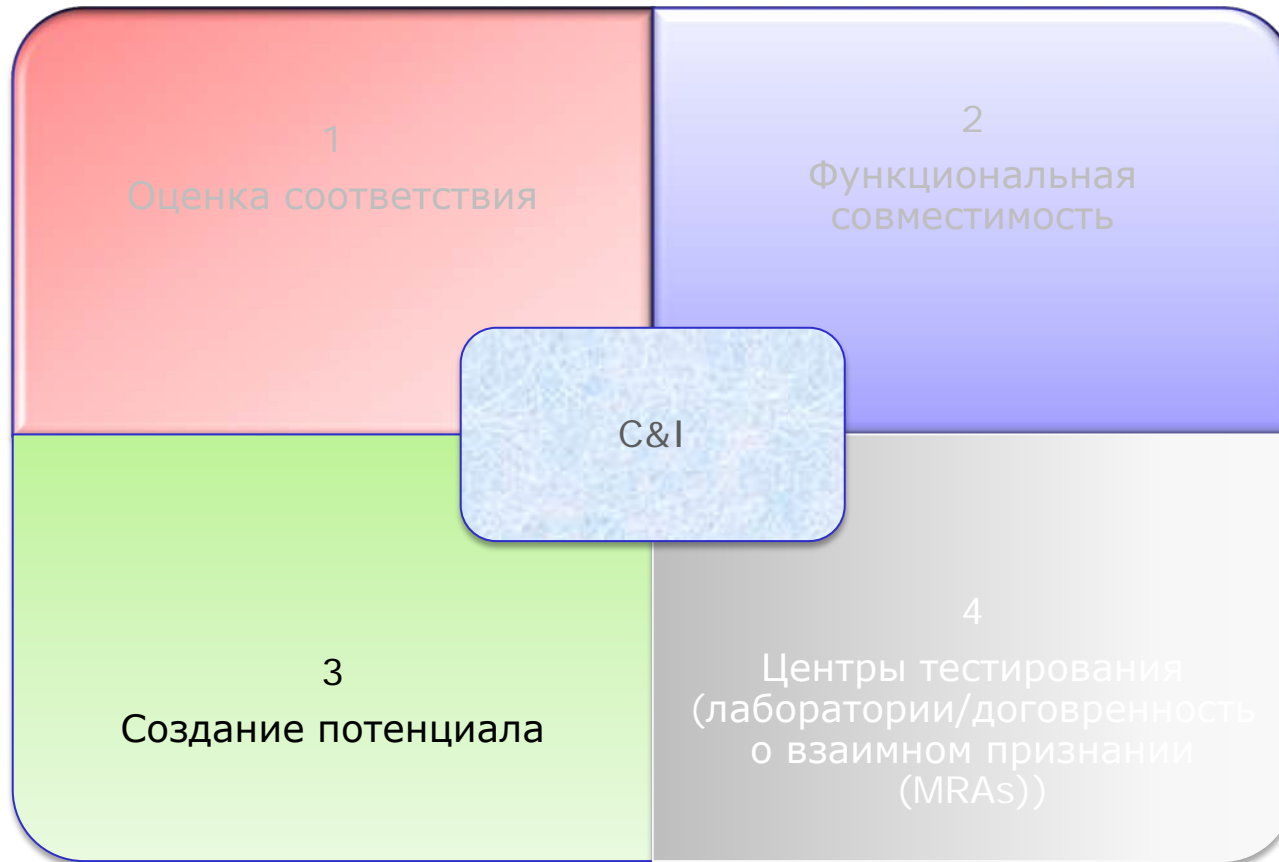 1
Оценка соответствия
2
Функциональная
совместимость
C&I
3
Создание потенциала
4
Центры тестирования
(лаборатории/договренность
о взаимном признании
(MRAs))